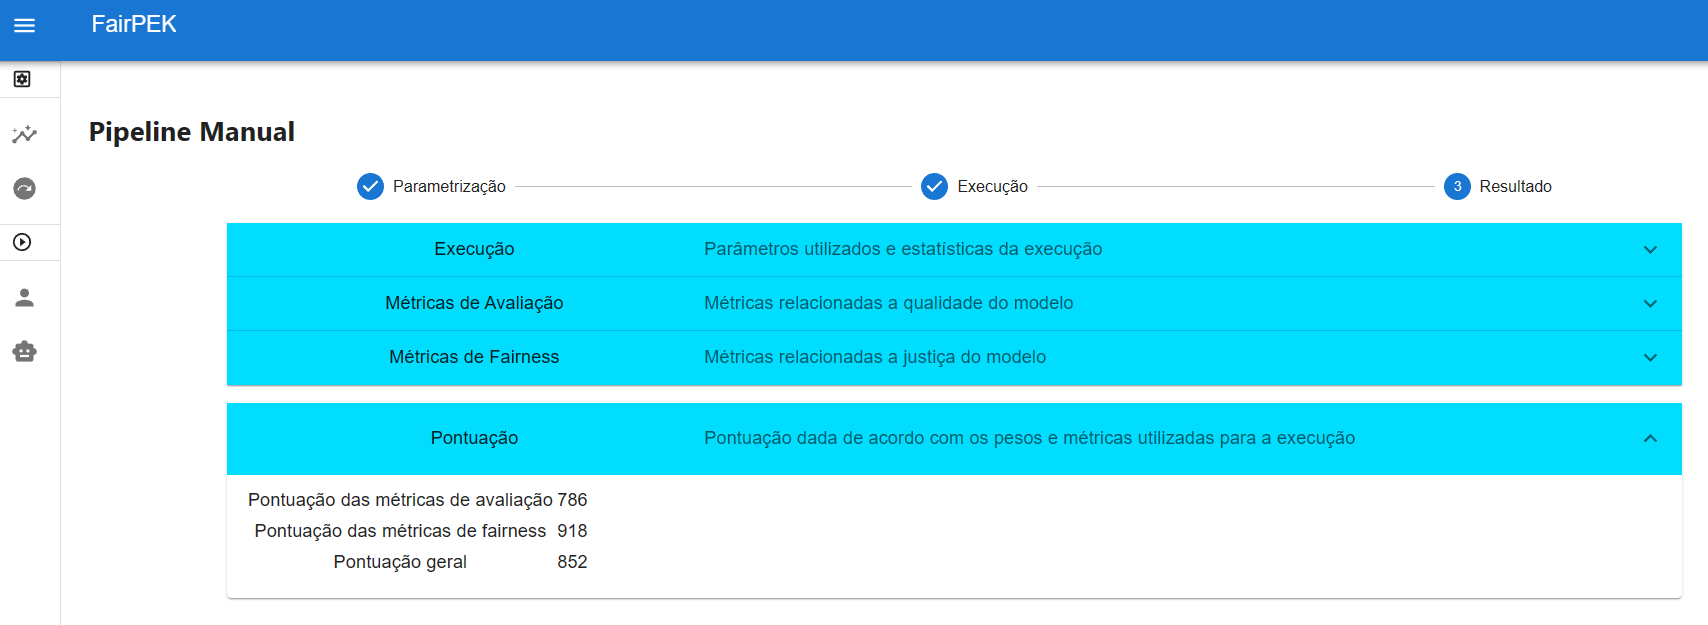 FairPEK
Pipeline Manual
Parametrização Execução 3 Resultado
Execução Parâmetros utilizados e estatísticas da execução
Métricas de Avaliação Métricas relacionadas a qualidade do modelo
Métricas de Fairness Métricas relacionadas a justiça do modelo
Pontuação Pontuação dada de acordo com os pesos e métricas utilizadas para a execução
Pontuação das métricas de avaliação 786
Pontuação das métricas de fairness 918
Pontuação geral 852